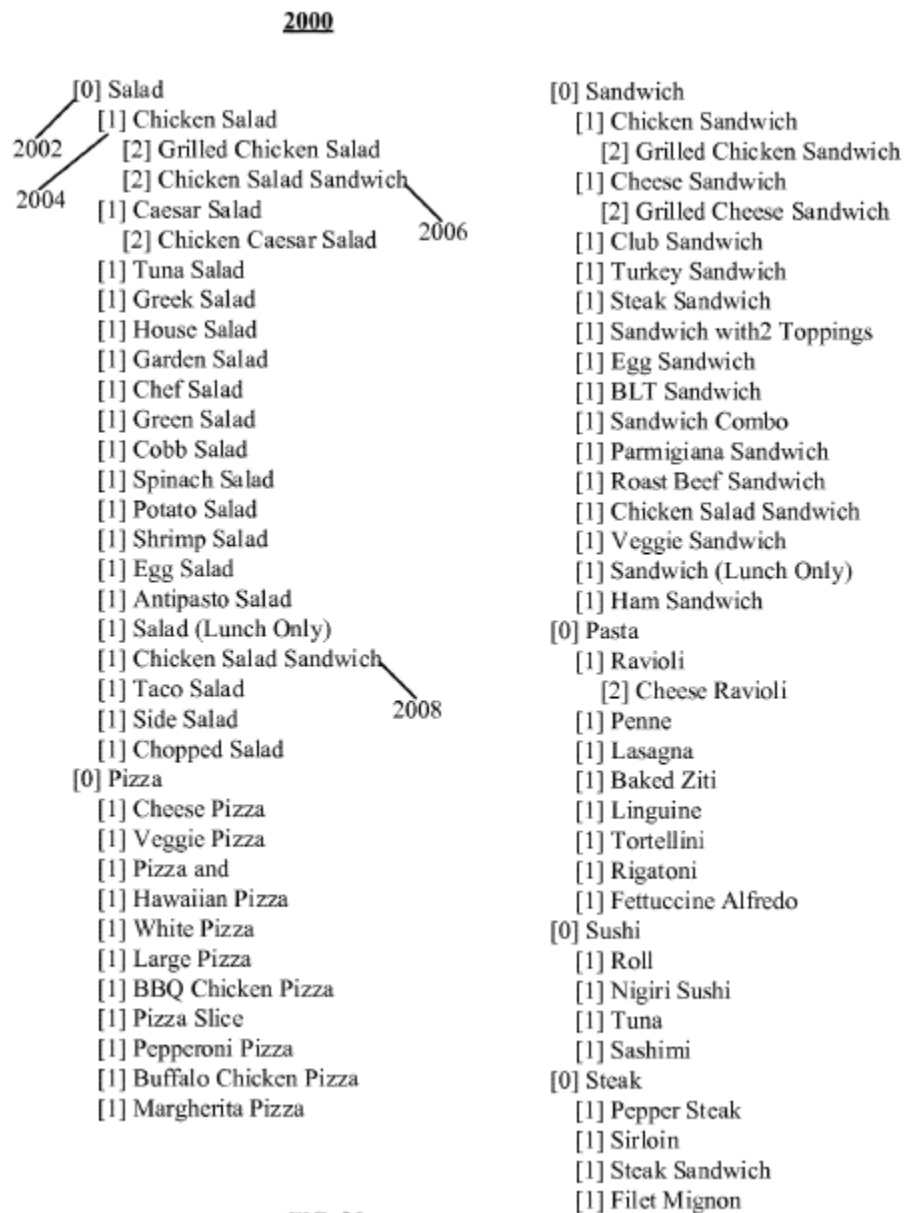 2000
[0] Salad
[1] Chicken Salad
2002
[2] Grilled Chicken Salad
[2] Chicken Salad Sandwich
2004
[1] Caesar Salad
2006
[2] Chicken Caesar Salad
[1] Tuna Salad
[1] Greek Salad
[1] House Salad
[1] Garden Salad
[1] Chef Salad
[1] Green Salad
[1] Cobb Salad
[1] Spinach Salad
[1] Potato Salad
[1] Shrimp Salad
[1] Egg Salad
[1] Antipasto Salad
[1] Salad (Lunch Only)
[1] Chicken Salad Sandwich
[1] Taco Salad
2008
[1] Side Salad
[1] Chopped Salad
[0] Pizza
[1] Cheese Pizza
[1] Veggie Pizza
[1] Pizza and
[1] Hawaiian Pizza
[1] White Pizza
[1] Large Pizza
[1] BBQ Chicken Pizza
[1] Pizza Slice
[1] Pepperoni Pizza
[1] Buffalo Chicken Pizza
[1] Margherita Pizza
[0] Sandwich
[1] Chicken Sandwich
[2] Grilled Chicken Sandwich
[1] Cheese Sandwich
[2] Grilled Cheese Sandwich
[1] Club Sandwich
[1] Turkey Sandwich
[1] Steak Sandwich
[1] Sandwich with2 Toppings
[1] Egg Sandwich
[1] BLT Sandwich
[1] Sandwich Combo
[1] Parmigiana Sandwich
[1] Roast Beef Sandwich
[1] Chicken Salad Sandwich
[1] Veggie Sandwich
[1] Sandwich (Lunch Only)
[1] Ham Sandwich
[0] Pasta
[1] Ravioli
[2] Cheese Ravioli
[1] Penne
[1] Lasagna
[1] Baked Ziti
[1] Linguine
[1] Tortellini
[1] Rigatoni
[1] Fettuccine Alfredo
[0] Sushi
[1] Roll
[1] Nigiri Sushi
[1] Tuna
[1] Sashimi
[0] Steak
[1] Pepper Steak
[1] Sirloin
[1] Steak Sandwich
[1] Filet Mignon